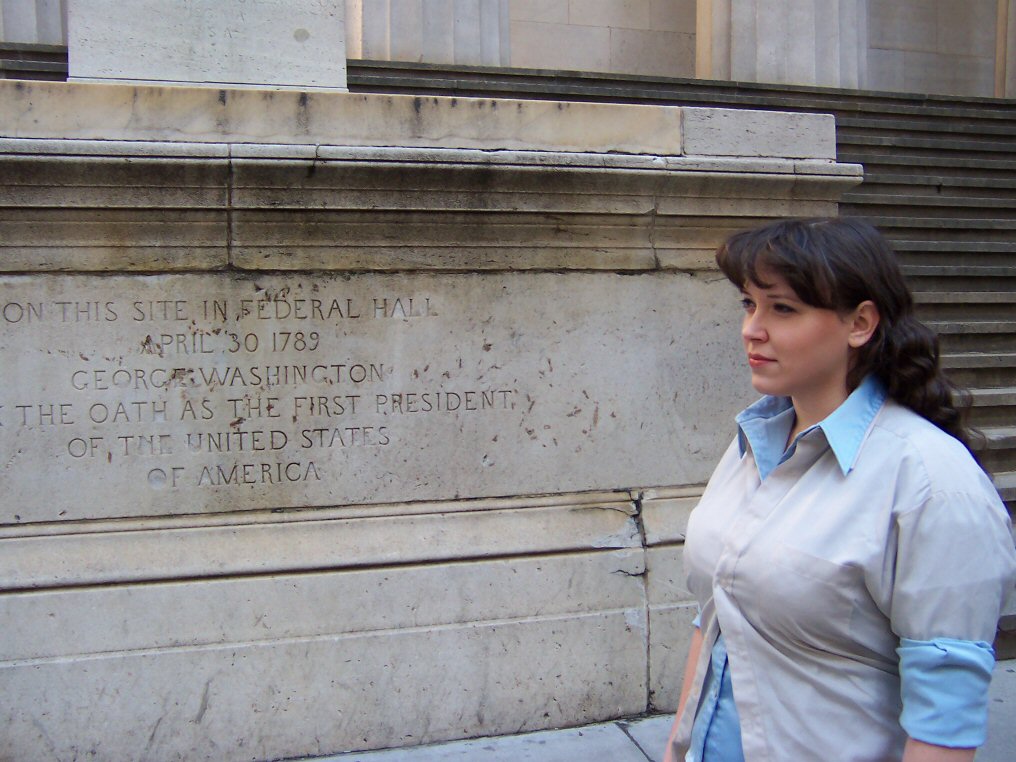 ON THIS SITE IN FEDERAL HALL
APRIL 30 1789
GEORGE WASHINGTON
THE OATH AS THE FIRST PRESIDENT
OF THE UNITED STATES
OF AMERICA